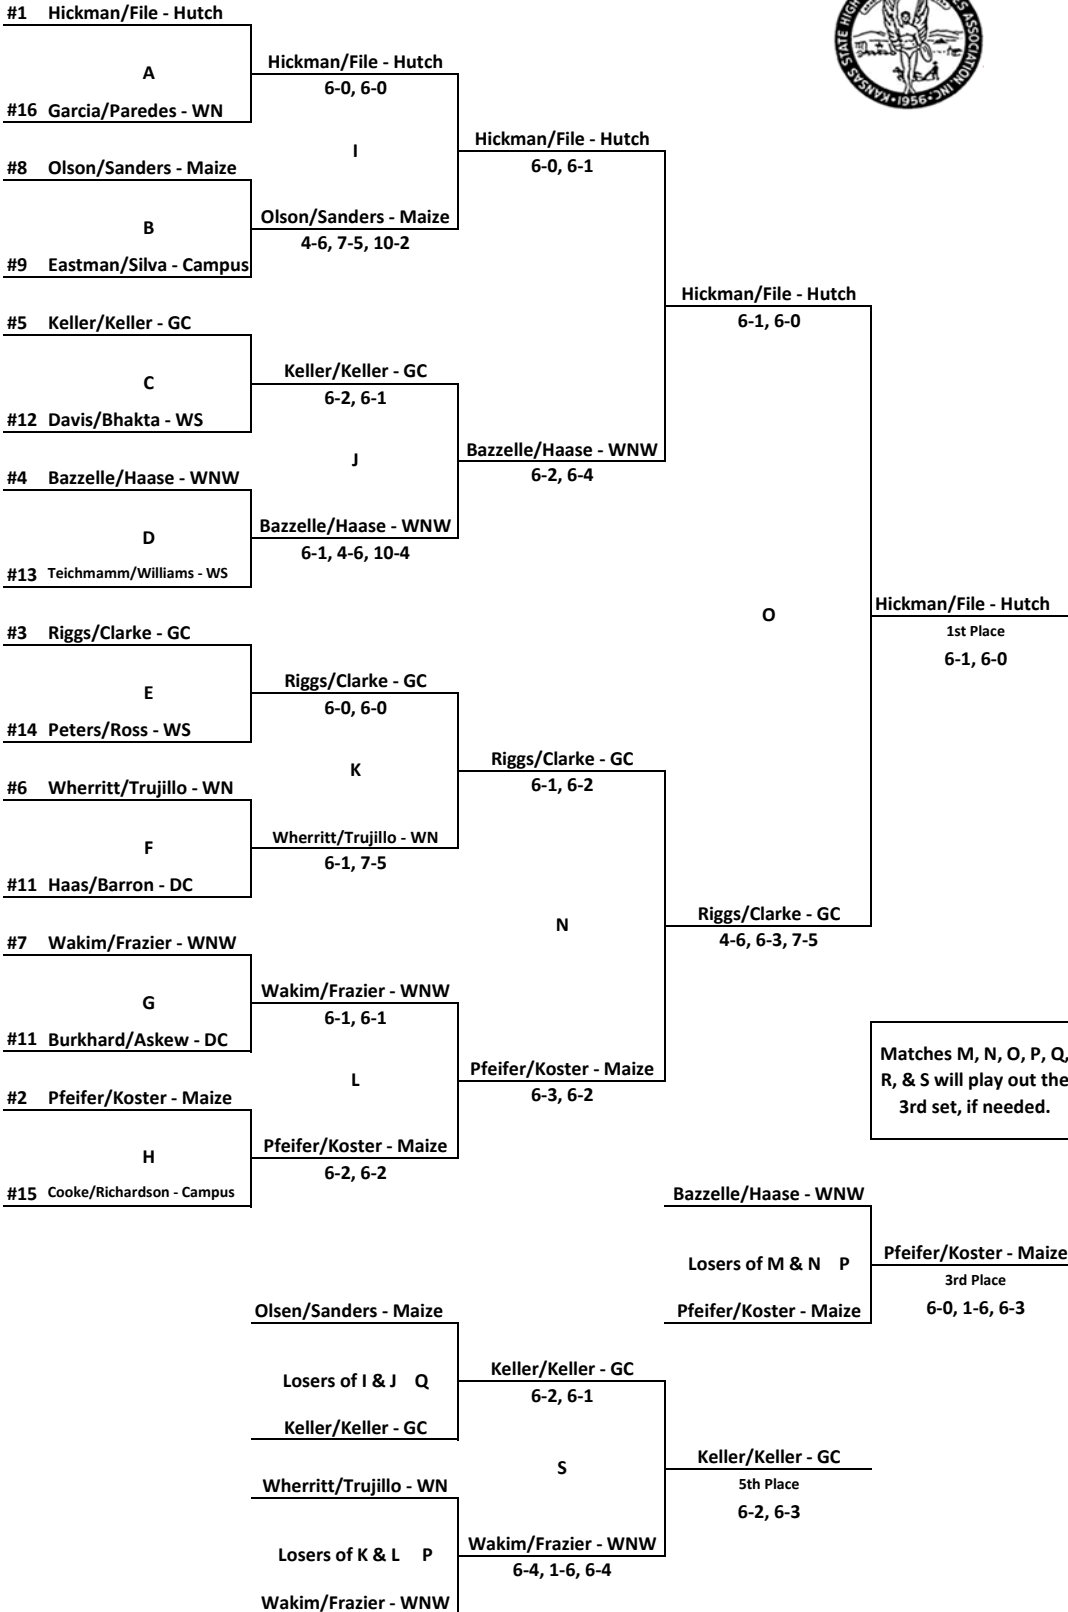 #1 Hickman/File - Hutch
A
#16 Garcia/Paredes - WN
#8 Olson/Sanders - Maize
B
#9 Eastman/Silva - Campus
#5 Keller/Keller - GC
C
#12 Davis/Bhakta - WS
#4 Bazzelle/Haase - WNW
D
#13 Teichmamm/Williams - WS
#3 Riggs/Clarke - GC
E
#14 Peters/Ross - WS
#6 Wherritt/Trujillo - WN
F
#11 Haas/Barron - DC
#7 Wakim/Frazier - WNW
G
#11 Burkhard/Askew - DC
#2 Pfeifer/Koster - Maize
H
#15 Cooke/Richardson - Campus
Hickman/File - Hutch
6-0, 6-0
I
Olson/Sanders - Maize
4-6, 7-5, 10-2
Keller/Keller - GC
6-2, 6-1
J
Bazzelle/Haase - WNW
6-1, 4-6, 10-4
Riggs/Clarke - GC
6-0, 6-0
K
Wherritt/Trujillo - WN
6-1, 7-5
Wakim/Frazier - WNW
6-1, 6-1
L
Pfeifer/Koster - Maize
6-2, 6-2
Hickman/File - Hutch
6-0, 6-1
Bazzelle/Haase - WNW
6-2, 6-4
Riggs/Clarke - GC
6-1, 6-2
N
Pfeifer/Koster - Maize
6-3, 6-2
Hickman/File - Hutch
6-1, 6-0
O
Riggs/Clarke - GC
4-6, 6-3, 7-5
Hickman/File - Hutch
1st Place
6-1, 6-0
Matches M, N, O, P, Q,
R, & S will play out the
3rd set, if needed.
Bazzelle/Haase - WNW
Losers of M & N P
Pfeifer/Koster - Maize
Pfeifer/Koster - Maize
3rd Place
6-0, 1-6, 6-3
Olsen/Sanders - Maize
Losers of I & J Q
Keller/Keller - GC
Wherritt/Trujillo - WN
Losers of K & L P
Wakim/Frazier - WNW
Keller/Keller - GC
6-2, 6-1
S
Wakim/Frazier - WNW
6-4, 1-6, 6-4
Keller/Keller - GC
5th Place
6-2, 6-3
KANSAS STATE HIGH
ES ASSOCIATION, INC.
•1956•